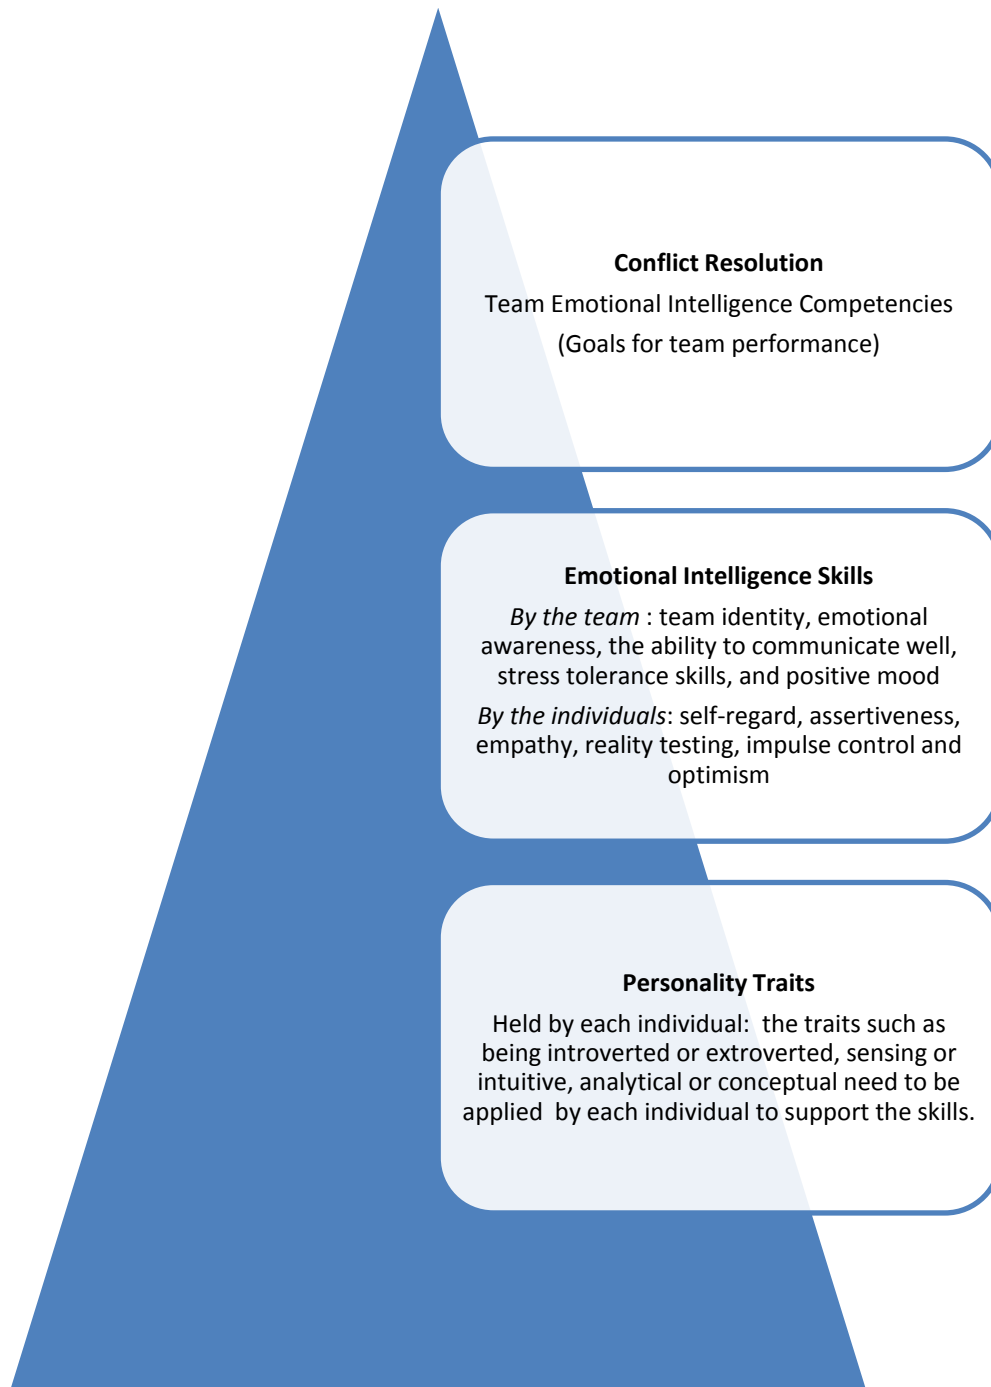 Conflict Resolution
Team Emotional Intelligence Competencies
(Goals for team performance)
Emotional Intelligence Skills
By the team : team identity, emotional
awareness, the ability to communicate well,
stress tolerance skills, and positive mood
By the individuals: self-regard, assertiveness,
empathy, reality testing, impulse control and
optimism
Personality Traits
Held by each individual:  the traits such as
being introverted or extroverted, sensing or
intuitive, analytical or conceptual need to be
applied  by each individual to support the skills.